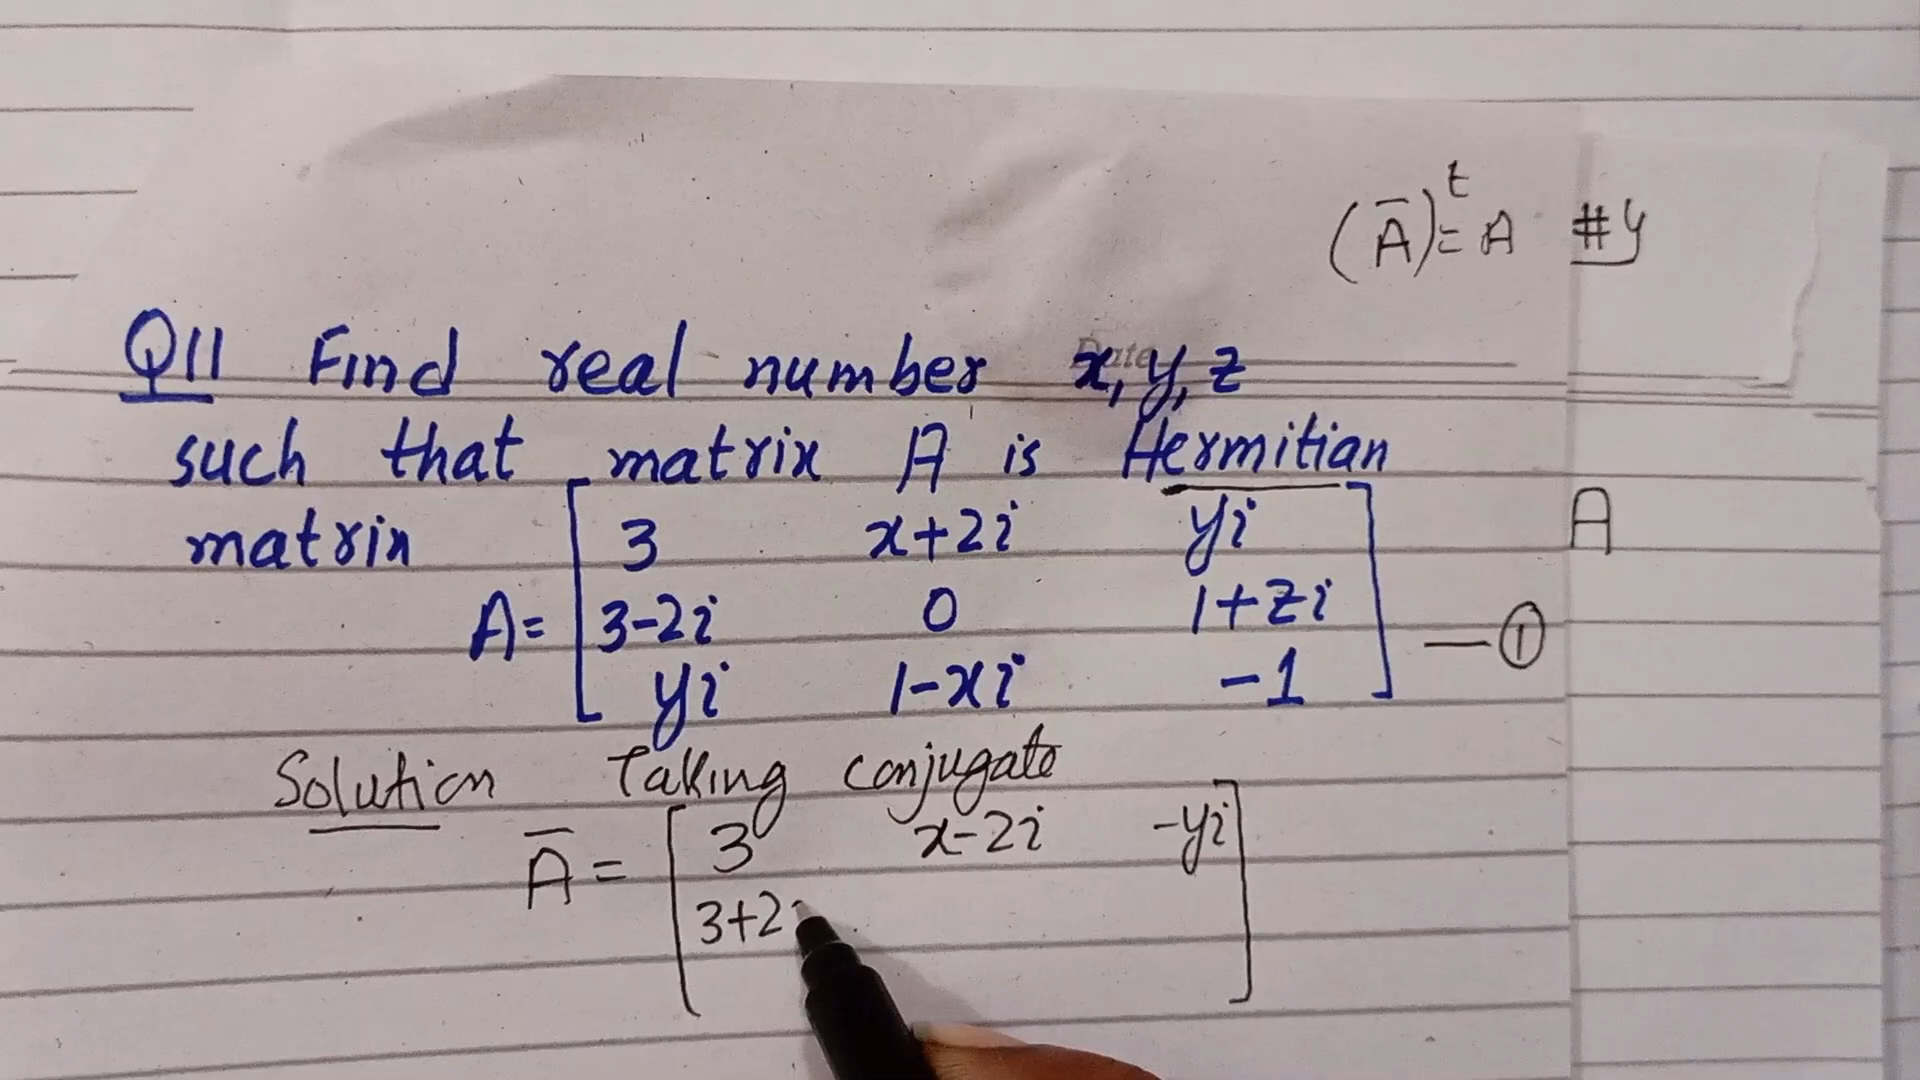 (Ā)ᵗ= A #y
Q11 Find real number x, y, z
Date
such that matrix A is Hermitian
matrix
A
A= [3 x+2i yi
3-2i 0 1+zi
yi 1-xi -1] —①
Solution Taking conjugate
Ā = [3 x-2i -yi
3+2 ]